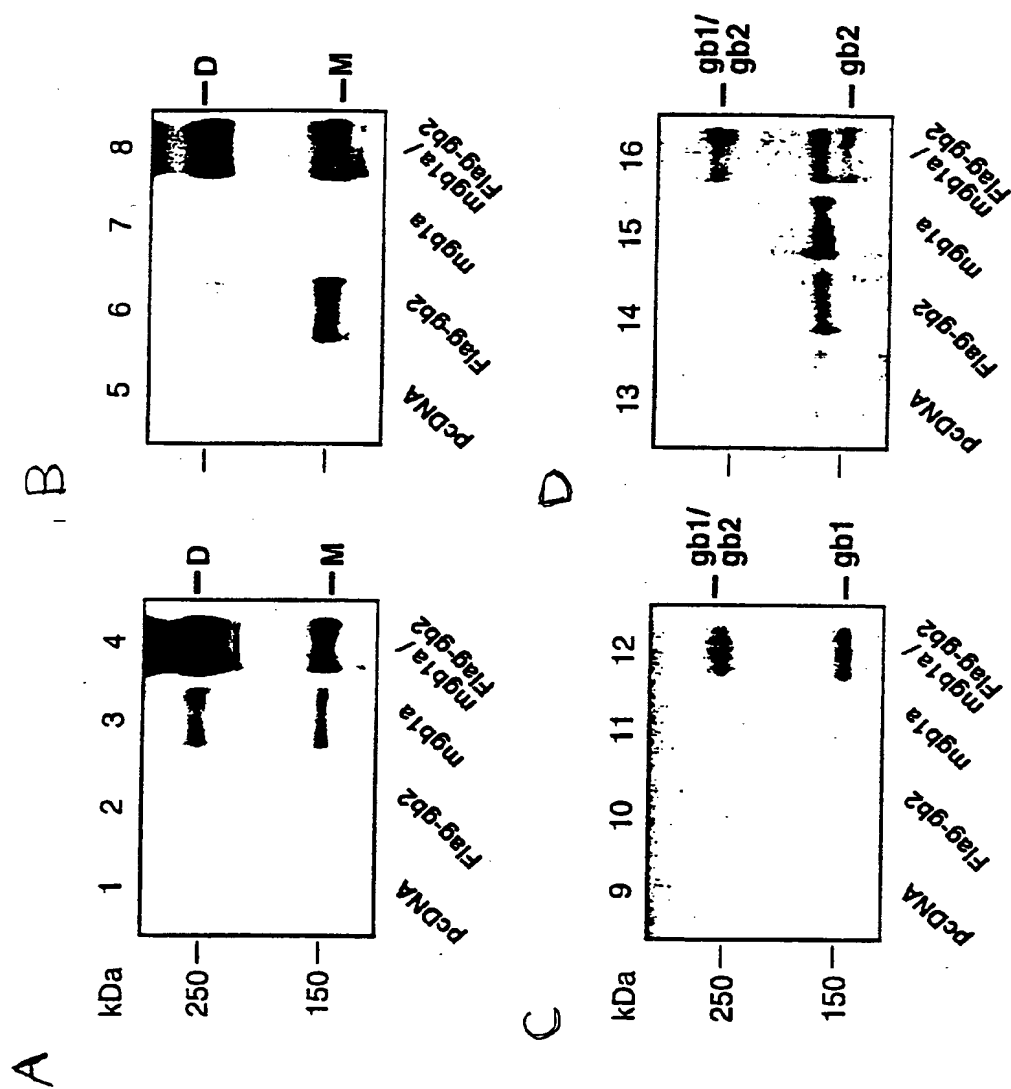 A
kDa
1 2 3 4
250
150
D
M
pcDNA
Flag-gb2
mgb1a
mgb1a/
Flag-gb2
B
5 6 7 8
D
M
pcDNA
Flag-gb2
mgb1a
mgb1a/
Flag-gb2
C
kDa
9 10 11 12
250
150
gb1/
gb2
gb1
pcDNA
Flag-gb2
mgb1a
mgb1a/
Flag-gb2
D
13 14 15 16
gb1/
gb2
gb2
pcDNA
Flag-gb2
mgb1a
mgb1a/
Flag-gb2